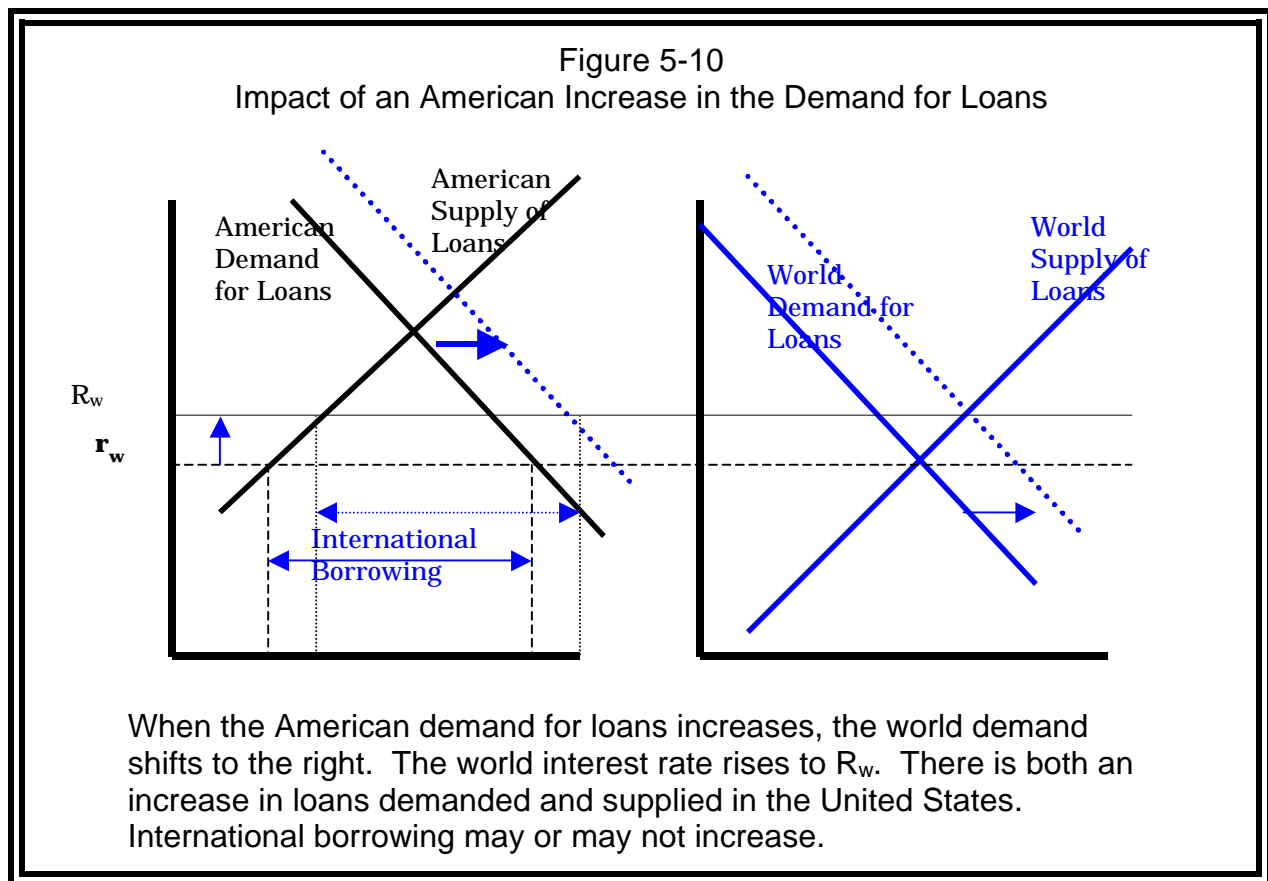 Figure 5-10
Impact of an American Increase in the Demand for Loans
American
Demand
for Loans
American
Supply of
Loans
World
Demand for
Loans
World
Supply of
Loans
Rw
rw
International
Borrowing
When the American demand for loans increases, the world demand
shifts to the right.  The world interest rate rises to Rw.  There is both an
increase in loans demanded and supplied in the United States.
International borrowing may or may not increase.